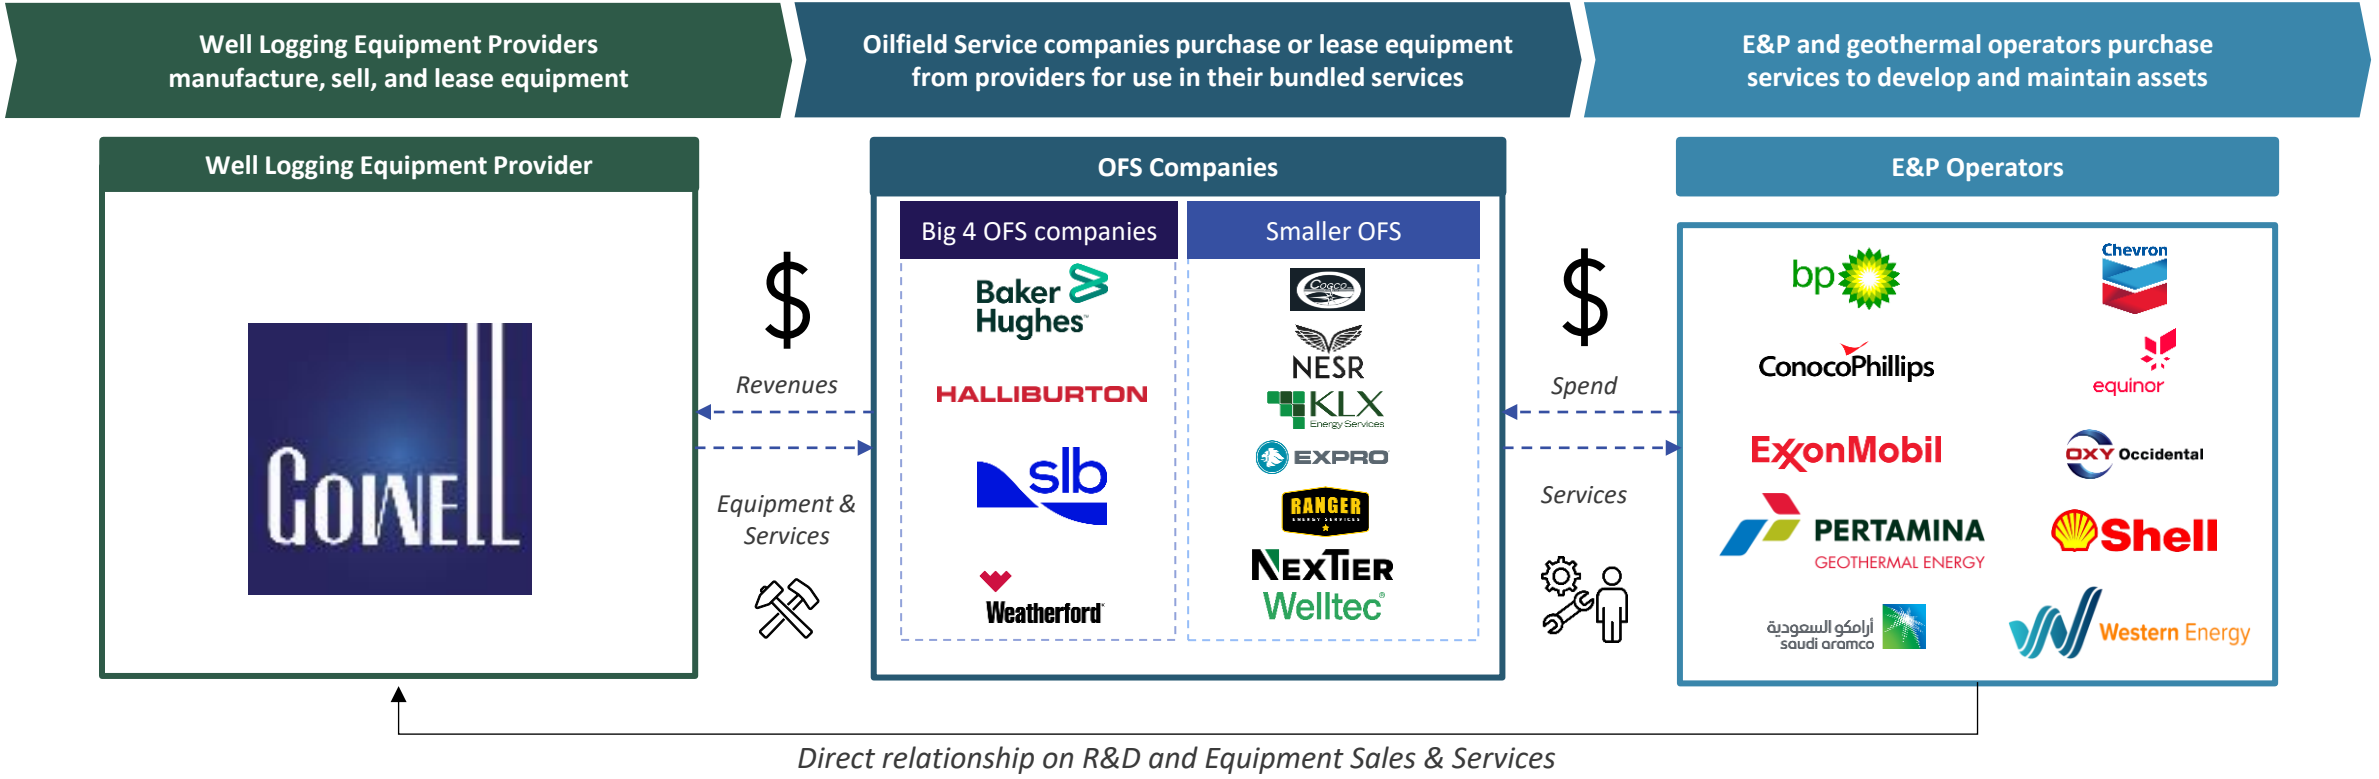 Well Logging Equipment Providers
manufacture, sell, and lease equipment
Oilfield Service companies purchase or lease equipment
from providers for use in their bundled services
E&P and geothermal operators purchase
services to develop and maintain assets
Well Logging Equipment Provider
GOWELL
$
Revenues
Equipment &
Services
OFS Companies
Big 4 OFS companies
Baker
Hughes
HALLIBURTON
slb
Weatherford®
Smaller OFS
Cogco
NESR
KLX
Energy Services
EXPRO
RANGER
ENERGY SERVICES
NEXTIER
Welltec®
$
Spend
Services
E&P Operators
bp
Chevron
ConocoPhillips
equinor
ExxonMobil
OXY Occidental
PERTAMINA
GEOTHERMAL ENERGY
Shell
أرامكو السعودية
saudi aramco
Western Energy
Direct relationship on R&D and Equipment Sales & Services